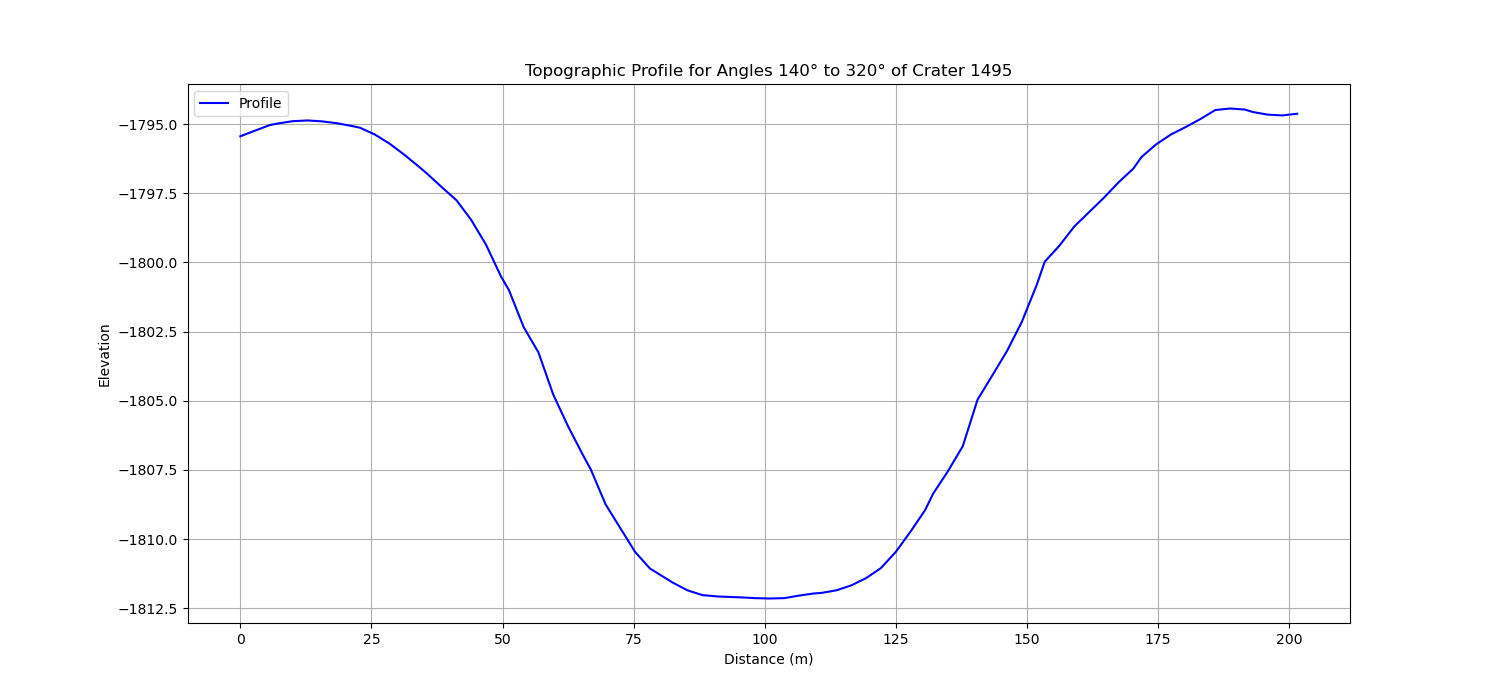 Topographic Profile for Angles 140° to 320° of Crater 1495
Profile
−1795.0
−1797.5
−1800.0
−1802.5
−1805.0
−1807.5
−1810.0
−1812.5
Elevation
0 25 50 75 100 125 150 175 200
Distance (m)